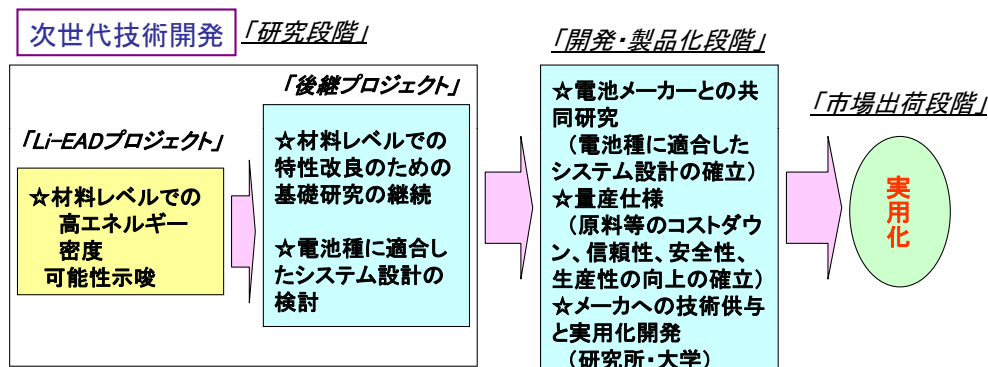 次世代技術開発
「研究段階」
「Li-EADプロジェクト」
☆材料レベルでの
高エネルギー
密度
可能性示唆
「後継プロジェクト」
☆材料レベルでの
特性改良のための
基礎研究の継続
☆電池種に適合し
たシステム設計の
検討
「開発・製品化段階」
☆電池メーカーとの共
同研究
（電池種に適合した
システム設計の確立）
☆量産仕様
（原料等のコストダウ
ン、信頼性、安全性、
生産性の向上の確立）
☆メーカへの技術供与
と実用化開発
（研究所・大学）
「市場出荷段階」
実
用
化